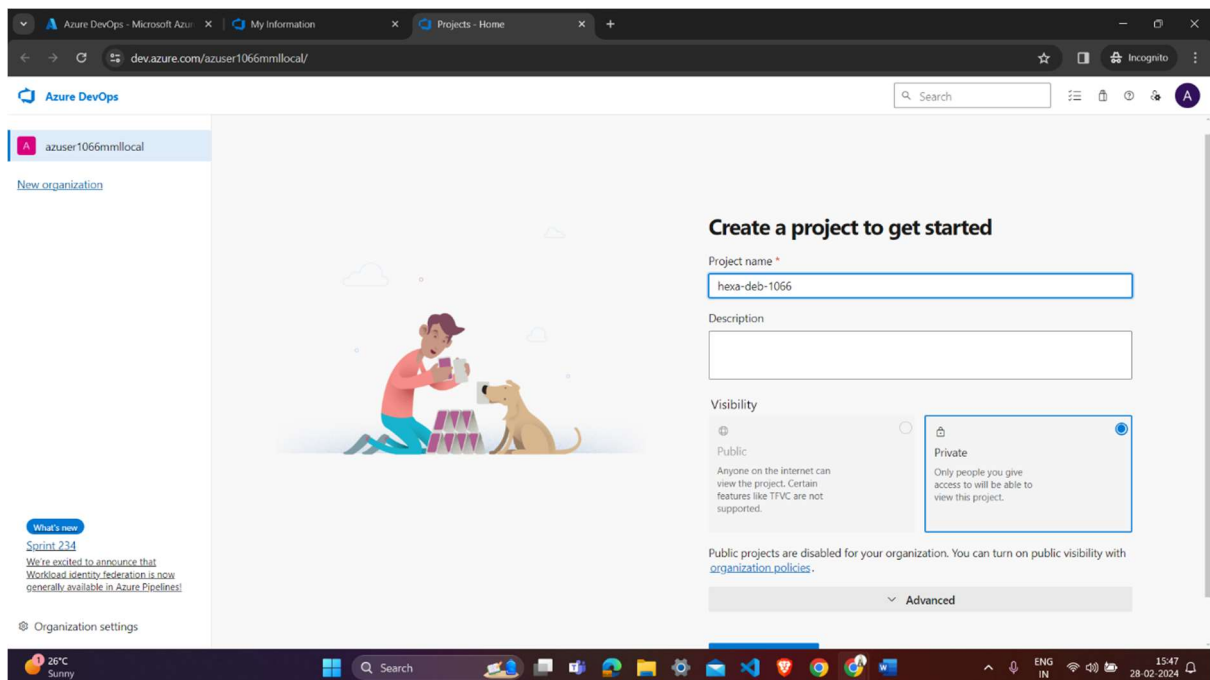 Azure DevOps - Microsoft Azur
My Information
Projects - Home
dev.azure.com/azuser1066mmllocal/
Incognito
Azure DevOps
Search
A
A azuser1066mmllocal
New organization
Create a project to get started
Project name *
hexa-deb-1066
Description
Visibility
Public
Anyone on the internet can
view the project. Certain
features like TFVC are not
supported.
Private
Only people you give
access to will be able to
view this project.
Public projects are disabled for your organization. You can turn on public visibility with
organization policies.
Advanced
What's new
Sprint 234
We're excited to announce that
Workload identity federation is now
generally available in Azure Pipelines!
Organization settings
1
26°C
Sunny
Search
ENG
IN
15:47
28-02-2024